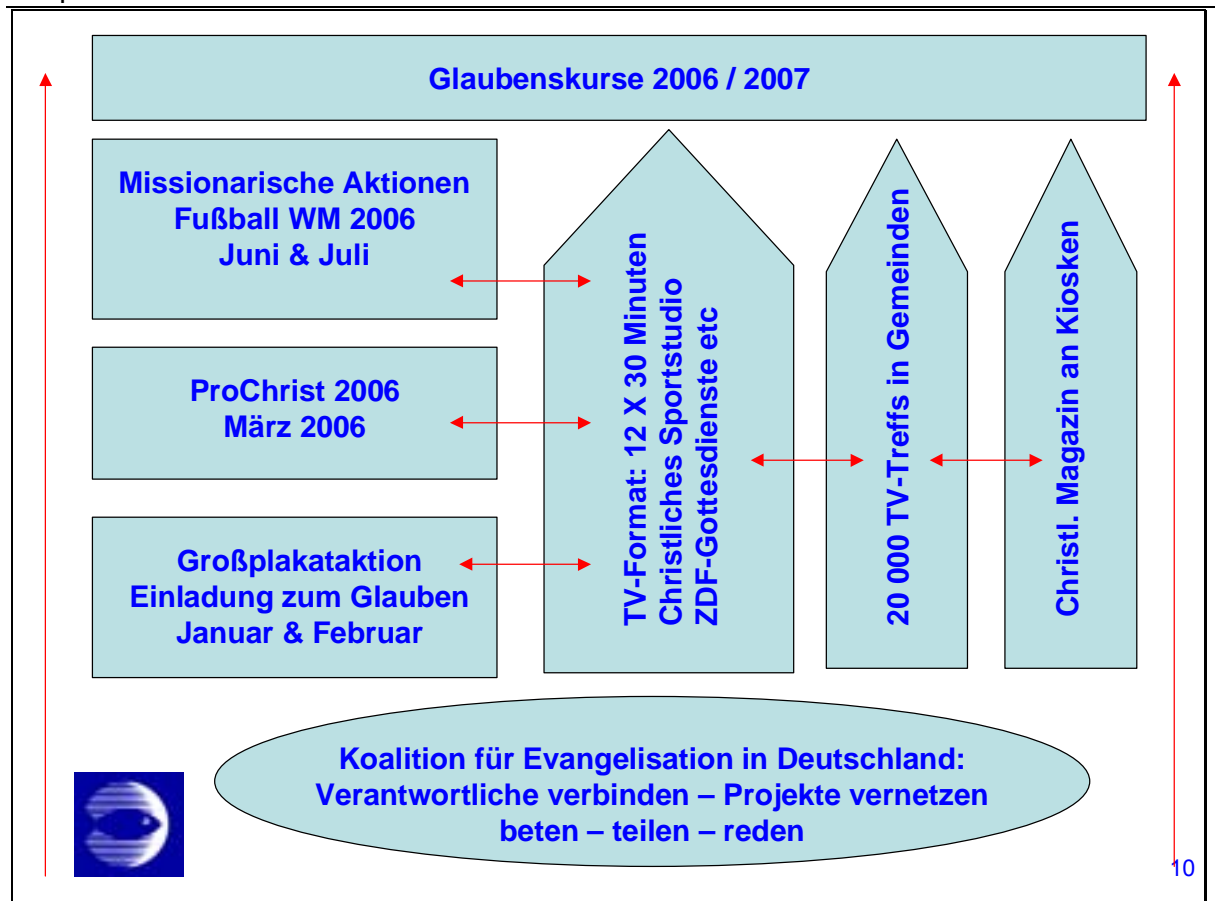 Glaubenskurse 2006 / 2007
Missionarische Aktionen
Fußball WM 2006
Juni & Juli
ProChrist 2006
März 2006
Großplakataktion
Einladung zum Glauben
Januar & Februar
TV-Format: 12 X 30 Minuten
Christliches Sportstudio
ZDF-Gottesdienste etc
20 000 TV-Treffs in Gemeinden
Christl. Magazin an Kiosken
Koalition für Evangelisation in Deutschland:
Verantwortliche verbinden – Projekte vernetzen
beten – teilen – reden
10